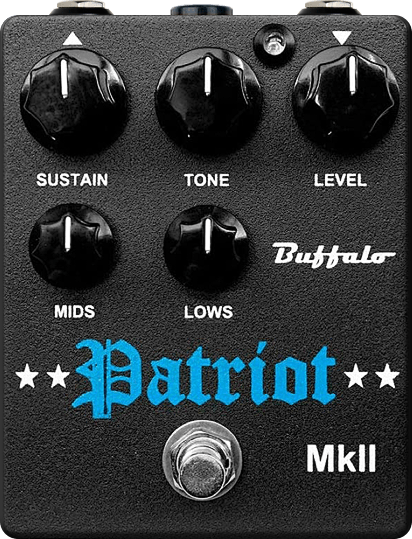 SUSTAIN TONE LEVEL
MIDS LOWS
Buffalo
Patriot
MkII